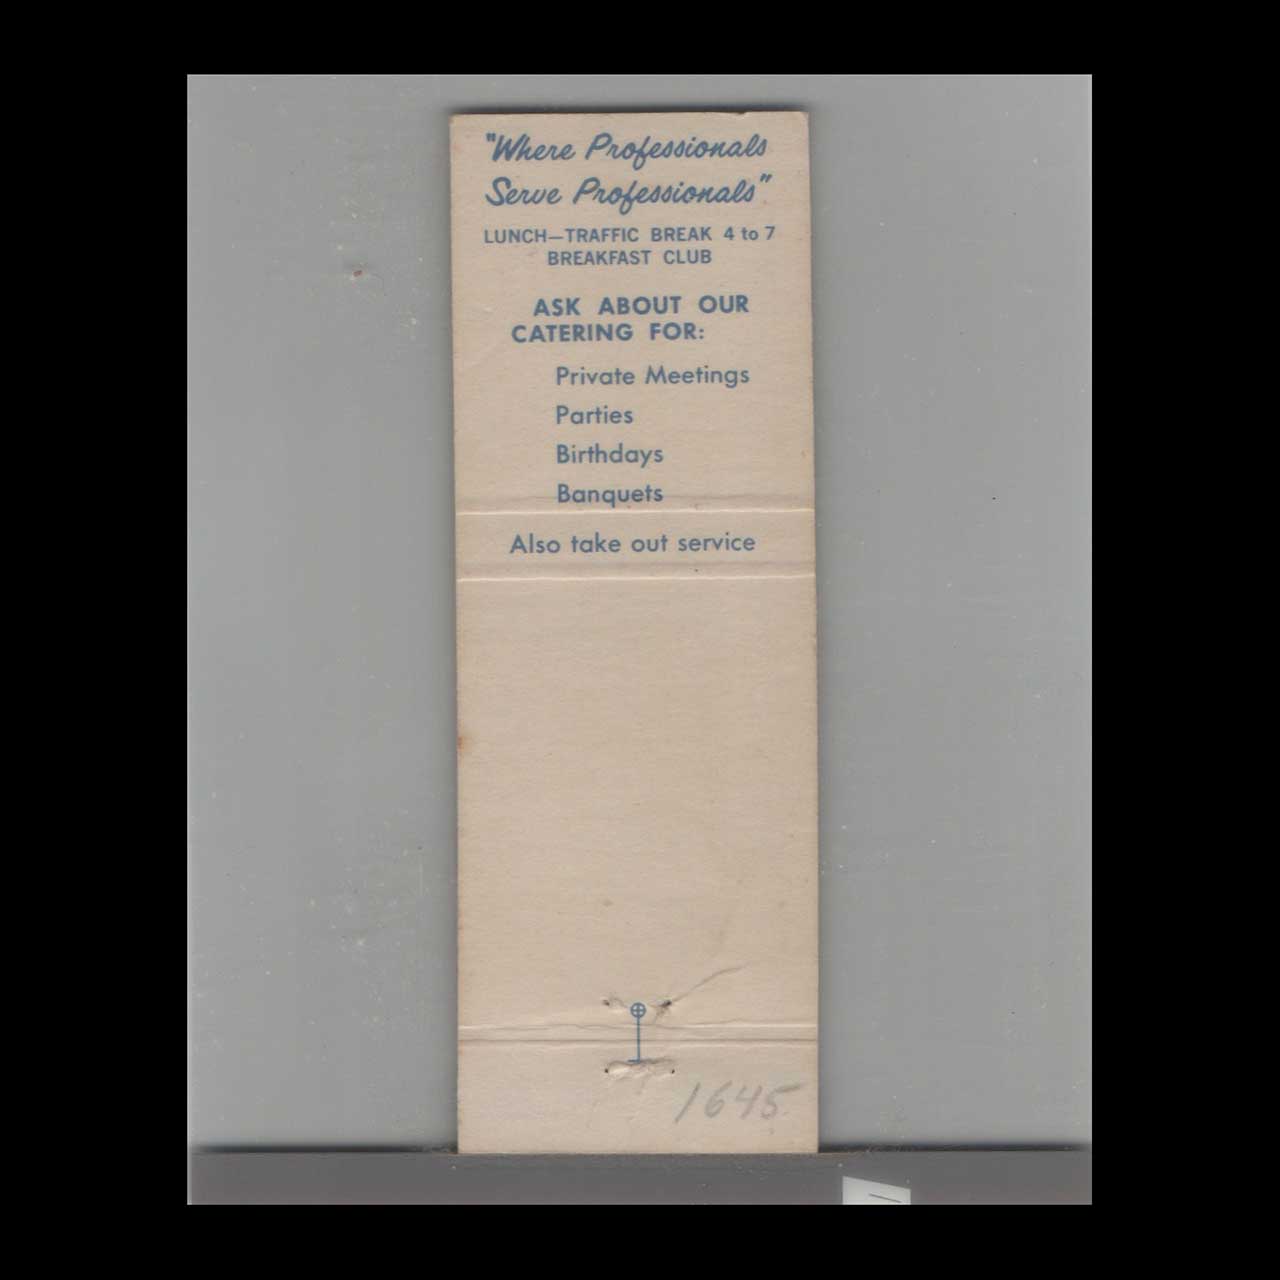 "Where Professionals
Serve Professionals"
LUNCH—TRAFFIC BREAK 4 to 7
BREAKFAST CLUB
ASK ABOUT OUR
CATERING FOR:
Private Meetings
Parties
Birthdays
Banquets
Also take out service
1645